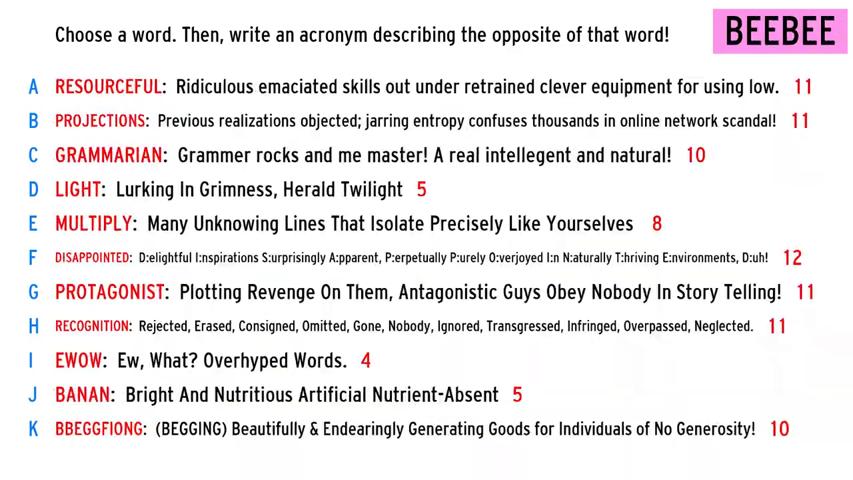 Choose a word. Then, write an acronym describing the opposite of that word!
BEEBEE
A RESOURCEFUL: Ridiculous emaciated skills out under retrained clever equipment for using low. 11
B PROJECTIONS: Previous realizations objected; jarring entropy confuses thousands in online network scandal! 11
C GRAMMARIAN: Grammer rocks and me master! A real intellegent and natural! 10
D LIGHT: Lurking In Grimness, Herald Twilight 5
E MULTIPLY: Many Unknowing Lines That Isolate Precisely Like Yourselves 8
F DISAPPOINTED: D:elightful I:nspirations S:urprisingly A:pparent, P:erpetually P:urely O:verjoyed I:n N:aturally T:hriving E:nvironments, D:uh! 12
G PROTAGONIST: Plotting Revenge On Them, Antagonistic Guys Obey Nobody In Story Telling! 11
H RECOGNITION: Rejected, Erased, Consigned, Omitted, Gone, Nobody, Ignored, Transgressed, Infringed, Overpassed, Neglected. 11
I EWOW: Ew, What? Overhyped Words. 4
J BANAN: Bright And Nutritious Artificial Nutrient-Absent 5
K BBEGGFIONG: (BEGGING) Beautifully & Endearingly Generating Goods for Individuals of No Generosity! 10